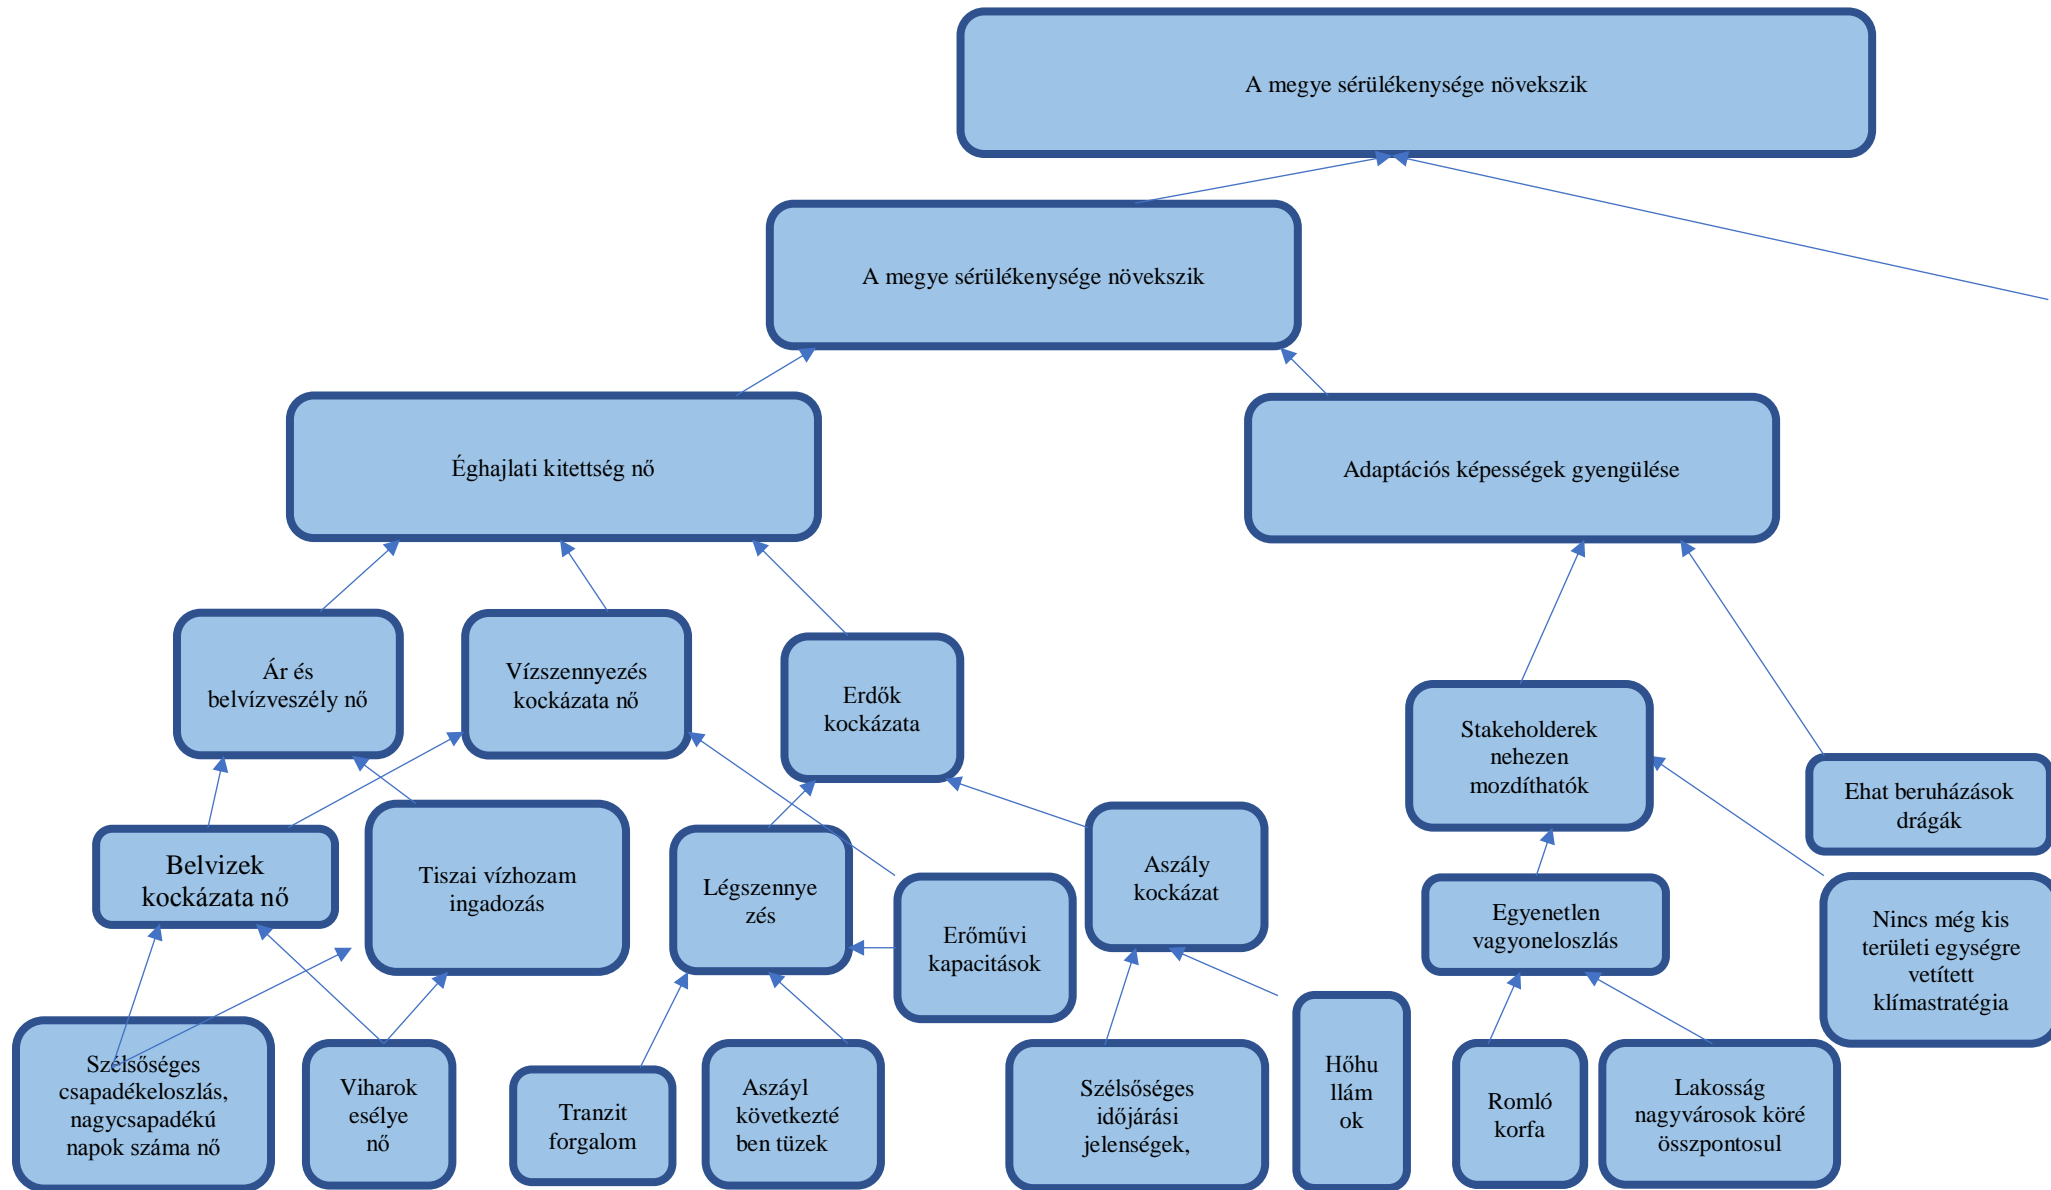 A megye sérülékenysége növekszik
A megye sérülékenysége növekszik
Éghajlati kitettség nő
Adaptációs képességek gyengülése
Ár és
belvízveszély nő
Vízszennyezés
kockázata nő
Erdők
kockázata
Stakeholderek
nehezen
mozdíthatók
Ehat beruházások
drágák
Belvizek
kockázata nő
Tiszai vízhozam
ingadozás
Légszennye
zés
Erőművi
kapacitások
Aszály
kockázat
Egyenetlen
vagyoneloszlás
Nincs még kis
területi egységre
vetített
klímastratégia
Szélsőséges
csapadékeloszlás,
nagycsapadékú
napok száma nő
Viharok
esélye
nő
Tranzit
forgalom
Aszáyl
következté
ben tüzek
Szélsőséges
időjárási
jelenségek,
Hőhu
llám
ok
Romló
korfa
Lakosság
nagyvárosok köré
összpontosul